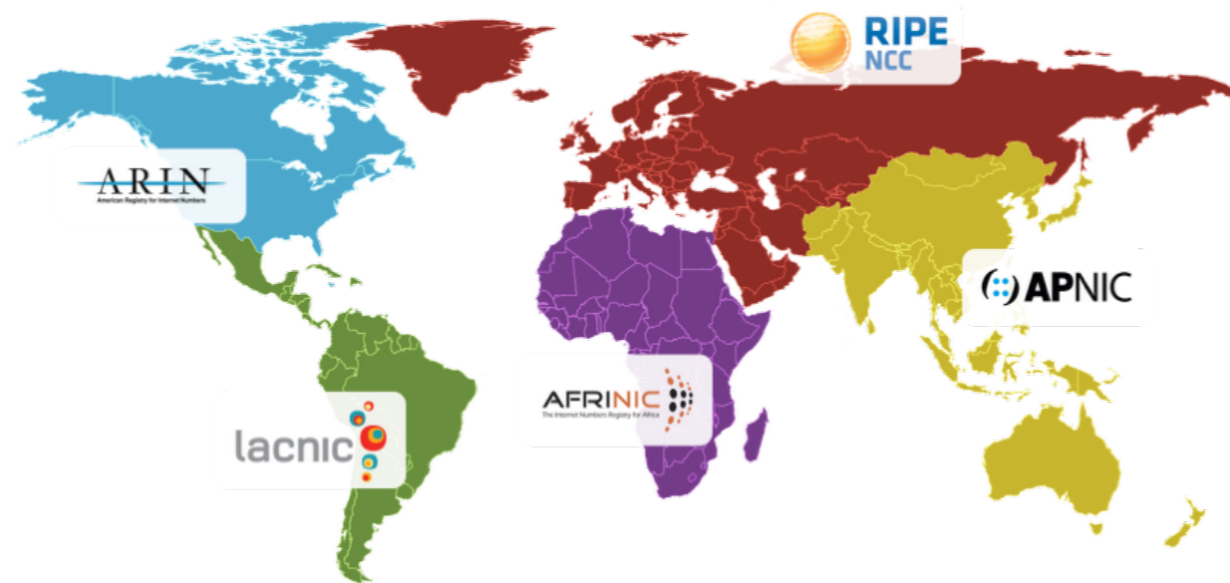 RIPE
NCC
ARIN
American Registry for Internet Numbers
APNIC
AFRINIC
The Internet Numbers Registry for Africa
lacnic